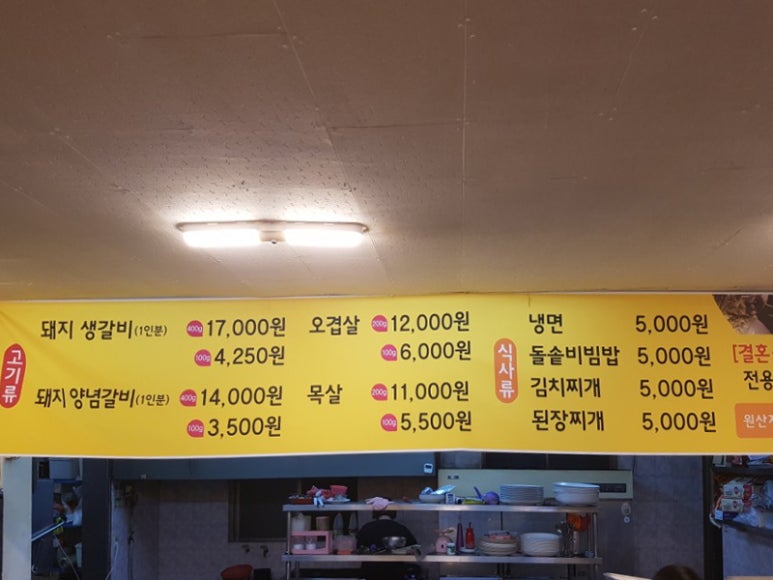 고기류
돼지 생갈비(1인분) 400g 17,000원
100g 4,250원
돼지 양념갈비(1인분) 400g 14,000원
100g 3,500원
오겹살 200g 12,000원
100g 6,000원
목살 200g 11,000원
100g 5,500원
식사류
냉면 5,000원
돌솥비빔밥 5,000원
김치찌개 5,000원
된장찌개 5,000원
[결혼
전용
원산지